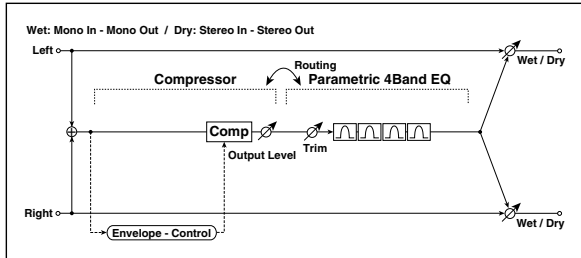 Wet: Mono In - Mono Out / Dry: Stereo In - Stereo Out
Left
Wet / Dry
Routing
Compressor
Parametric 4Band EQ
Comp
Output Level
Trim
Right
Wet / Dry
Envelope - Control